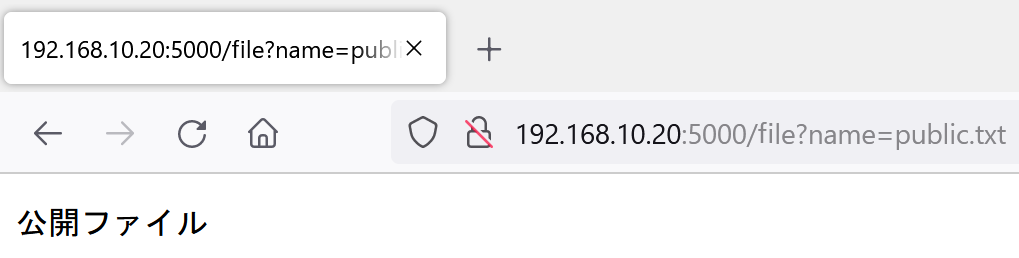 192.168.10.20:5000/file?name=publi
192.168.10.20:5000/file?name=public.txt
公開ファイル